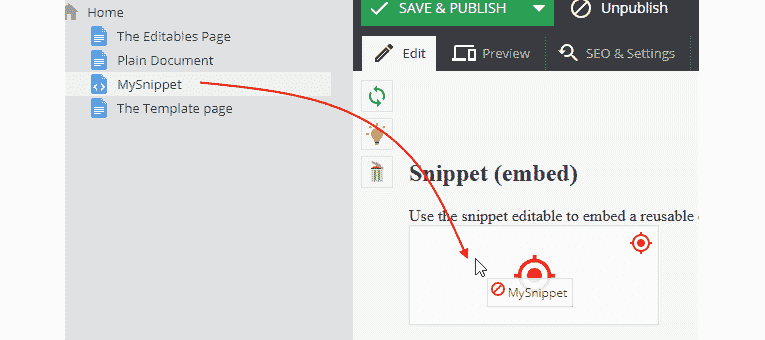 Home
The Editables Page
Plain Document
MySnippet
The Template page
SAVE & PUBLISH
Unpublish
Edit
Preview
SEO & Settings
Snippet (embed)
Use the snippet editable to embed a reusable
MySnippet